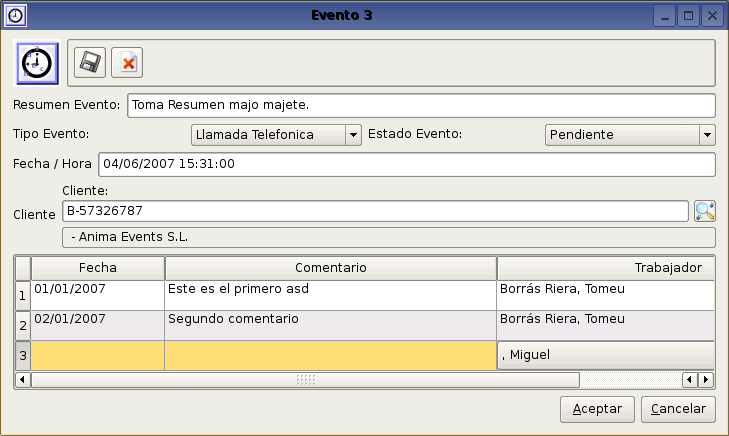 Evento 3
Resumen Evento: Toma Resumen majo majete.
Tipo Evento: Llamada Telefonica Estado Evento: Pendiente
Fecha / Hora 04/06/2007 15:31:00
Cliente:
Cliente B-57326787
- Anima Events S.L.
Fecha Comentario Trabajador
1 01/01/2007 Este es el primero asd Borrás Riera, Tomeu
2 02/01/2007 Segundo comentario Borrás Riera, Tomeu
3 , Miguel
Aceptar Cancelar